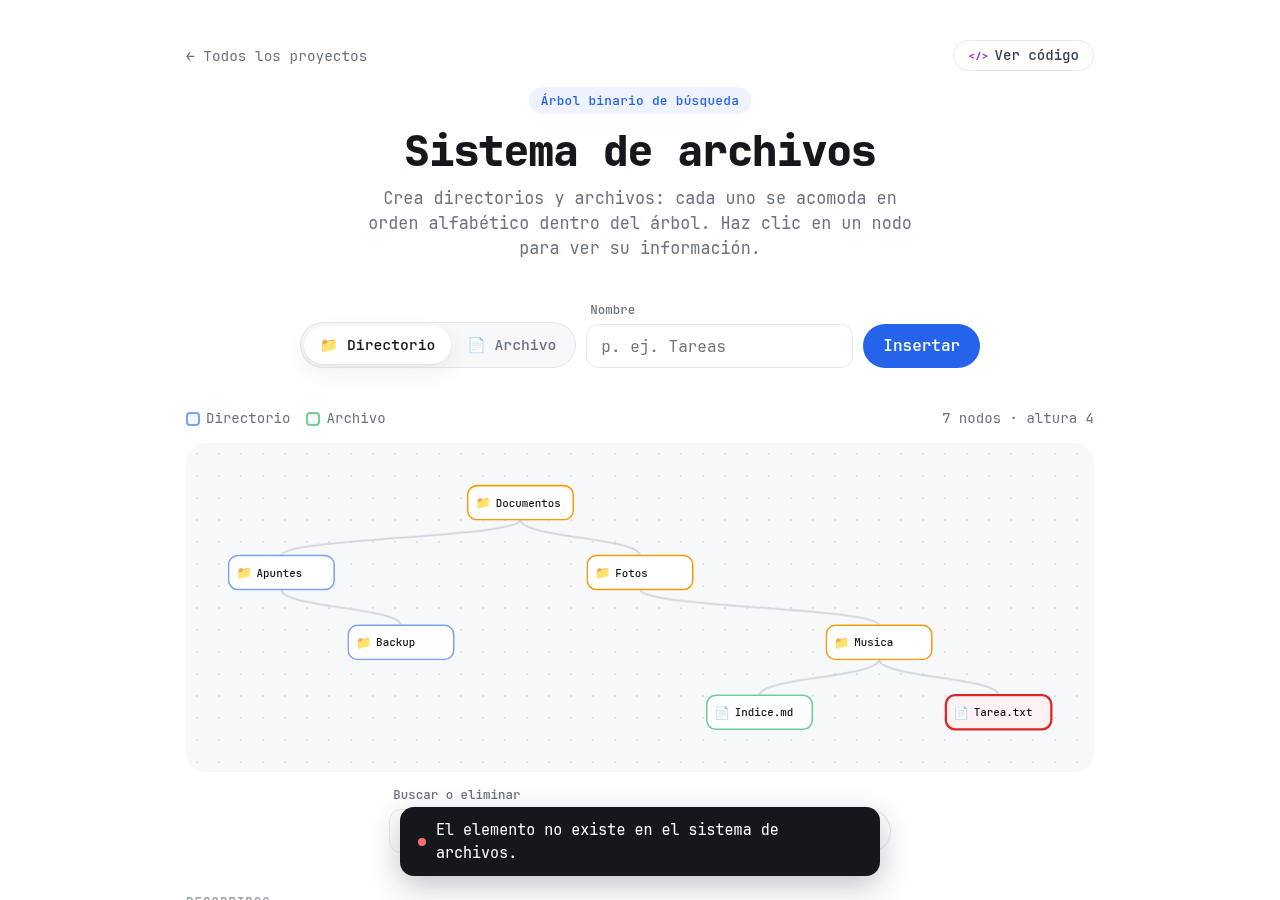 ← Todos los proyectos
</> Ver código
Árbol binario de búsqueda
Sistema de archivos
Crea directorios y archivos: cada uno se acomoda en
orden alfabético dentro del árbol. Haz clic en un nodo
para ver su información.
Nombre
Directorio
Archivo
p. ej. Tareas
Insertar
Directorio
Archivo
7 nodos · altura 4
Documentos
Apuntes
Fotos
Backup
Musica
Indice.md
Tarea.txt
Buscar o eliminar
El elemento no existe en el sistema de
archivos.